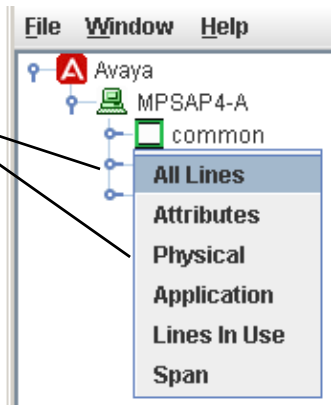 File Window Help
A Avaya
MPSAP4-A
common
All Lines
Attributes
Physical
Application
Lines In Use
Span